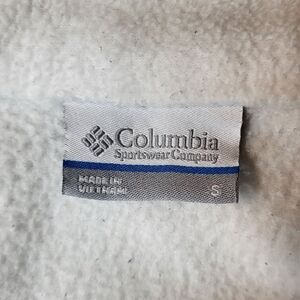 Columbia
Sportswear Company
MADE IN
VIETNAM
S